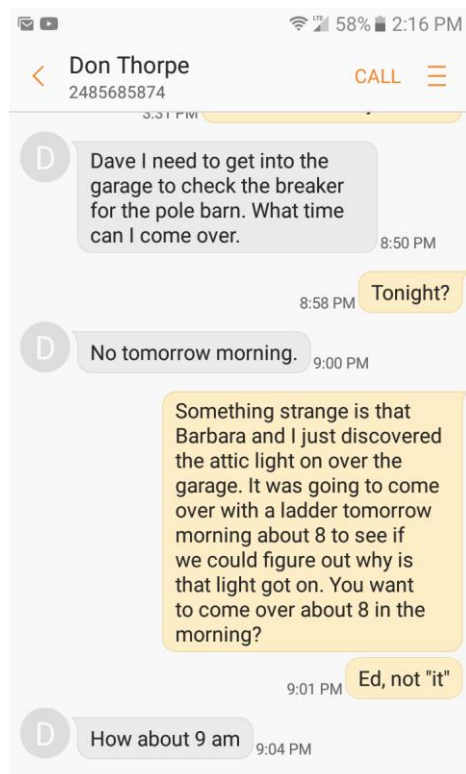 58% 2:16 PM
Don Thorpe
2485685874
CALL
3:31 PM
D
Dave I need to get into the
garage to check the breaker
for the pole barn. What time
can I come over.
8:50 PM
8:58 PM
Tonight?
D
No tomorrow morning.
9:00 PM
Something strange is that
Barbara and I just discovered
the attic light on over the
garage. It was going to come
over with a ladder tomorrow
morning about 8 to see if
we could figure out why is
that light got on. You want
to come over about 8 in the
morning?
9:01 PM
Ed, not "it"
D
How about 9 am
9:04 PM